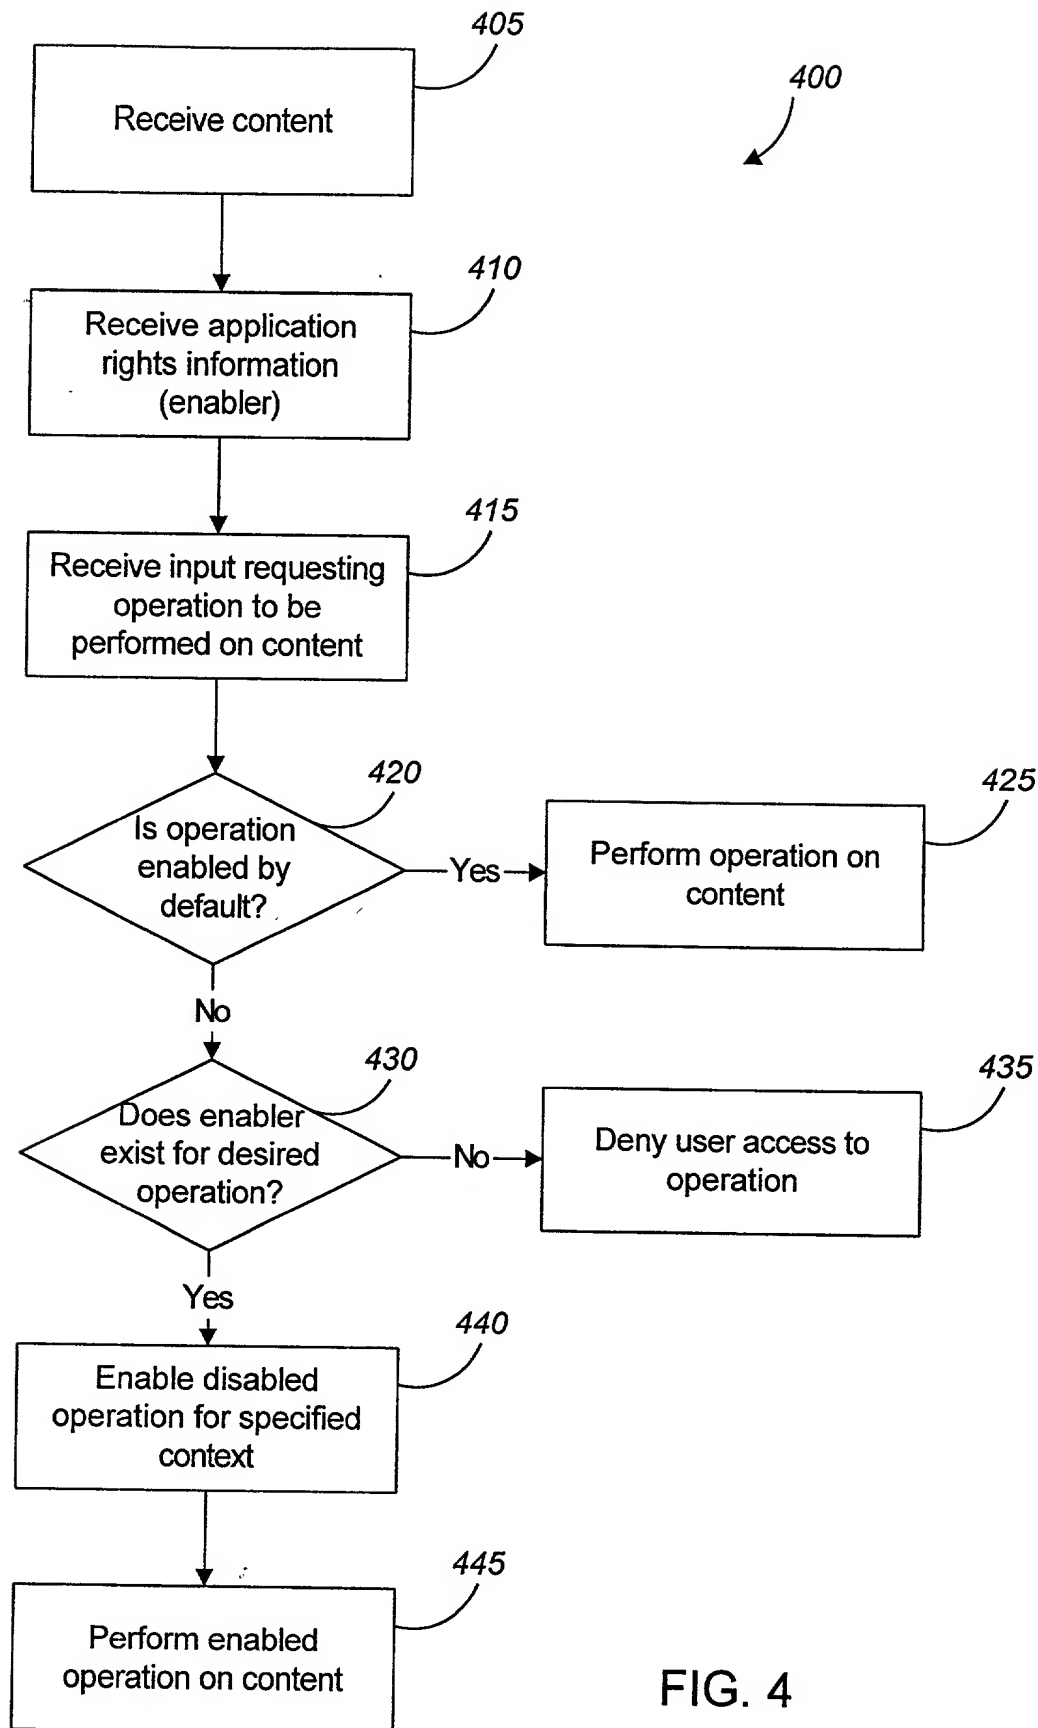 405
Receive content
400
410
Receive application
rights information
(enabler)
415
Receive input requesting
operation to be
performed on content
420
Is operation
enabled by
default?
Yes
425
Perform operation on
content
No
430
Does enabler
exist for desired
operation?
No
435
Deny user access to
operation
Yes
440
Enable disabled
operation for specified
context
445
Perform enabled
operation on content
FIG. 4